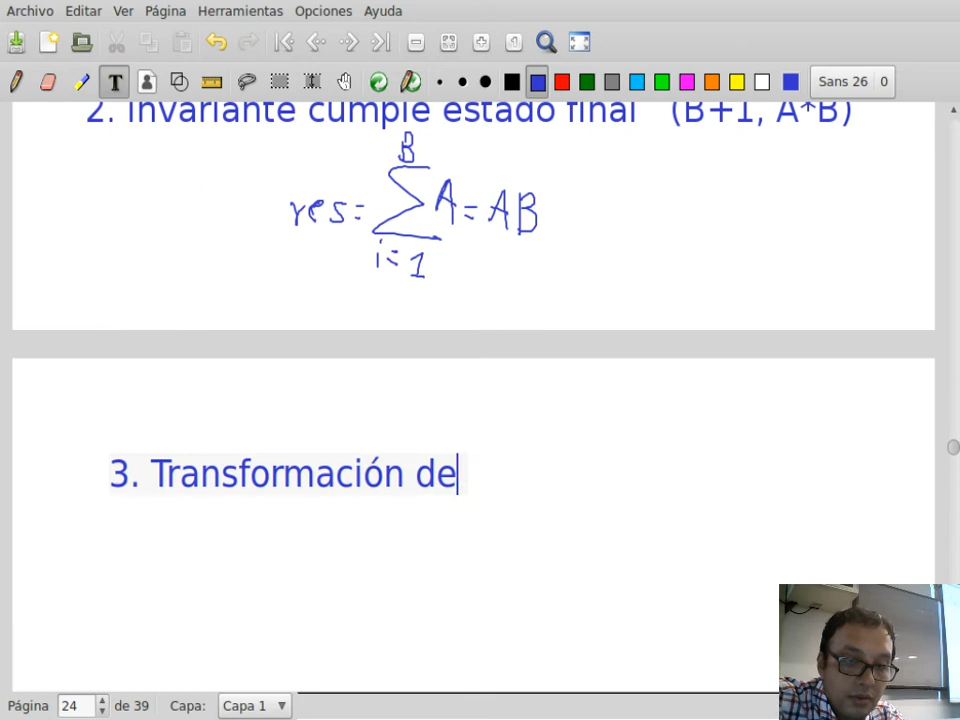 Archivo Editar Ver Página Herramientas Opciones Ayuda
T Sans 26 0
2. Invariante cumple estado final (B+1, A*B)
B
res= ∑ A = AB
i=1
3. Transformación de
Página 24 de 39 Capa: Capa 1